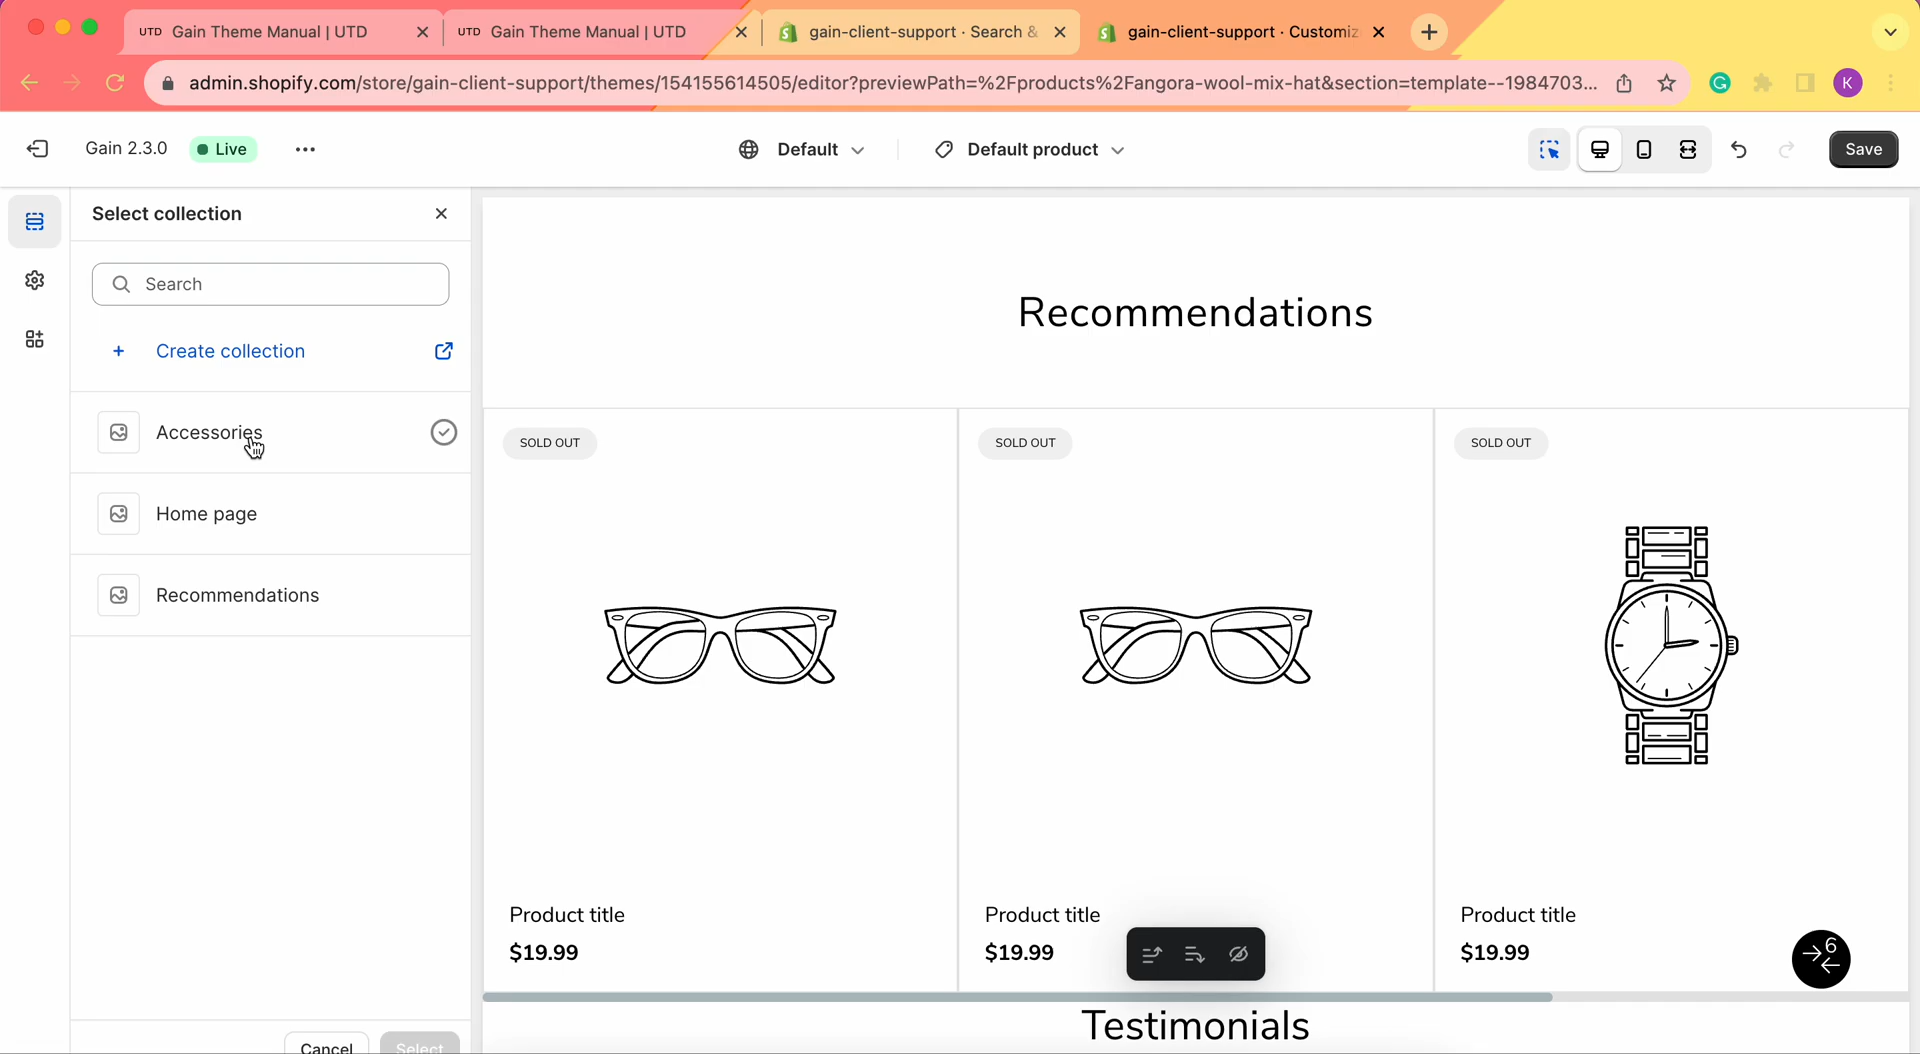 UTD Gain Theme Manual | UTD
UTD Gain Theme Manual | UTD
gain-client-support · Search &
gain-client-support · Customiz
admin.shopify.com/store/gain-client-support/themes/154155614505/editor?previewPath=%2Fproducts%2Fangora-wool-mix-hat&section=template--1984703...
K
Gain 2.3.0
Live
Default
Default product
Save
Select collection
Search
Create collection
Accessories
Home page
Recommendations
Cancel
Select
Recommendations
SOLD OUT
SOLD OUT
SOLD OUT
Product title
$19.99
Product title
$19.99
Product title
$19.99
6
Testimonials